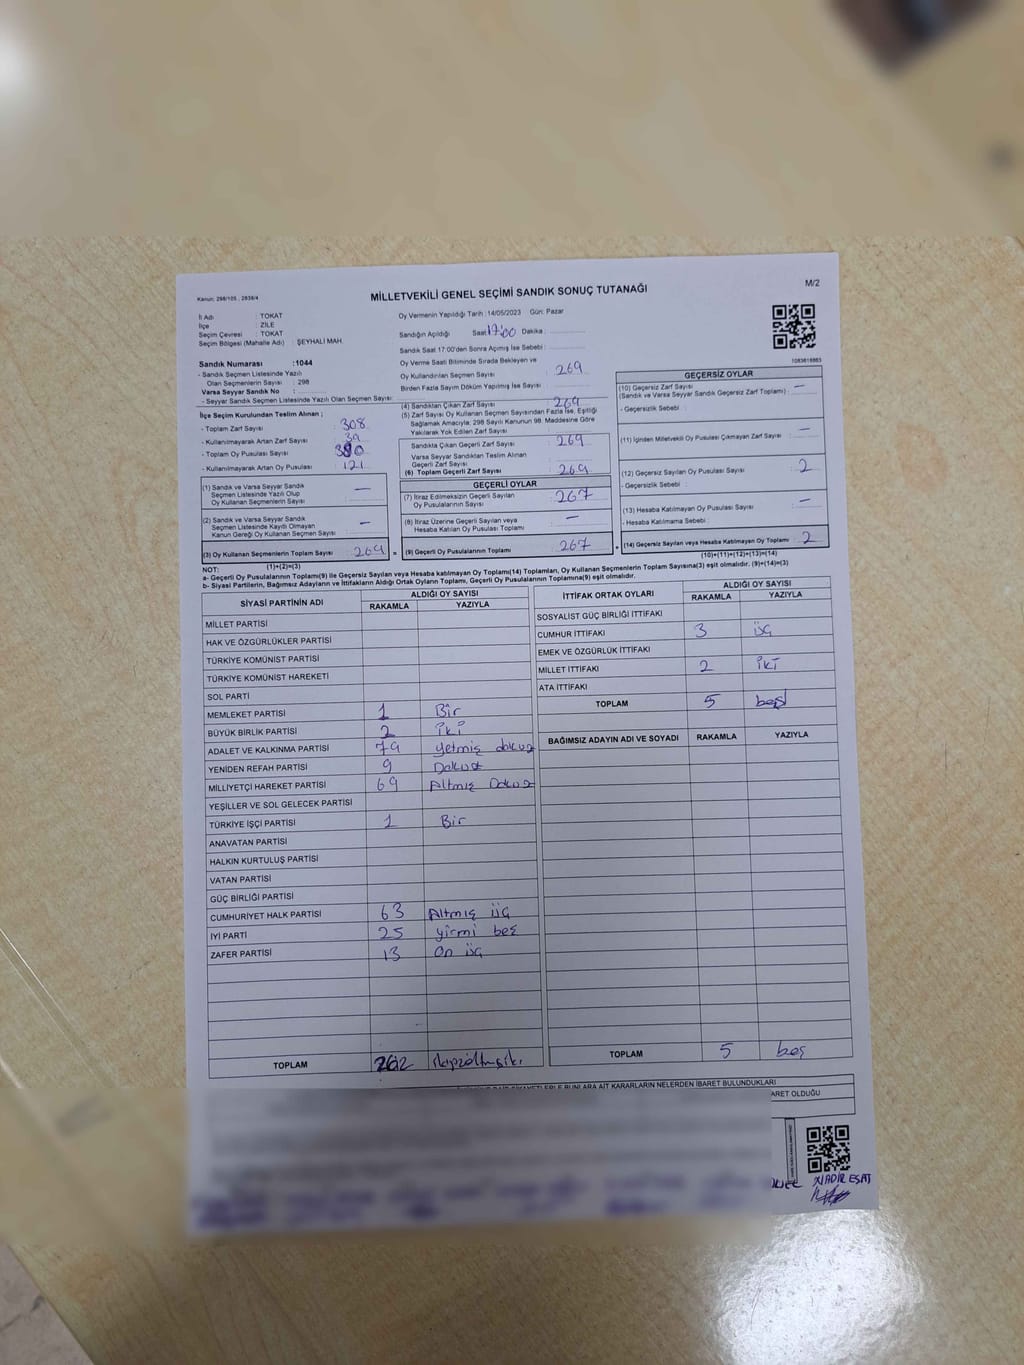 Kanun: 298/105 , 2839/4
MİLLETVEKİLİ GENEL SEÇİMİ SANDIK SONUÇ TUTANAĞI
M/2
İl Adı : TOKAT
İlçe : ZİLE
Seçim Çevresi : TOKAT
Seçim Bölgesi (Mahalle Adı) : ŞEYHALİ MAH.
Sandık Numarası :1044
- Sandık Seçmen Listesinde Yazılı
Olan Seçmenlerin Sayısı : 298
Varsa Seyyar Sandık No :
- Seyyar Sandık Seçmen Listesinde Yazılı Olan Seçmen Sayısı:
İlçe Seçim Kurulundan Teslim Alınan ;
- Toplam Zarf Sayısı : 308
- Kullanılmayarak Artan Zarf Sayısı : 39
- Toplam Oy Pusulası Sayısı
- Kullanılmayarak Artan Oy Pusulası : 121
(1) Sandık ve Varsa Seyyar Sandık
Seçmen Listesinde Yazılı Olup
Oy Kullanan Seçmenlerin Sayısı : —
(2) Sandık ve Varsa Seyyar Sandık
Seçmen Listesinde Kaydı Olmayan
Kanun Gereği Oy Kullanan Seçmen Sayısı : —
(3) Oy Kullanan Seçmenlerin Toplam Sayısı : 269
(1)+(2)=(3)
Oy Vermenin Yapıldığı Tarih :14/05/2023 Gün: Pazar
Sandığın Açıldığı Saat 17:00 Dakika :
Sandık Saat 17:00'den Sonra Açılmış İse Sebebi :
Oy Verme Saati Bitiminde Sırada Bekleyen ve
Oy Kullandırılan Seçmen Sayısı : 269
Birden Fazla Sayım Döküm Yapılmış İse Sayısı :
(4) Sandıktan Çıkan Zarf Sayısı : 269
(5) Zarf Sayısı Oy Kullanan Seçmen Sayısından Fazla İse, Eşitliği
Sağlamak Amacıyla; 298 Sayılı Kanunun 98. Maddesine Göre
Yakılarak Yok Edilen Zarf Sayısı :
Sandıkta Çıkan Geçerli Zarf Sayısı : 269
Varsa Seyyar Sandıktan Teslim Alınan
Geçerli Zarf Sayısı :
(6) Toplam Geçerli Zarf Sayısı : 269
GEÇERLİ OYLAR
(7) İtiraz Edilmeksizin Geçerli Sayılan
Oy Pusulalarının Sayısı : 267
(8) İtiraz Üzerine Geçerli Sayılan veya
Hesaba Katılan Oy Pusulası Toplamı : —
= (9) Geçerli Oy Pusulalarının Toplamı : 267
1083616863
GEÇERSİZ OYLAR
(10) Geçersiz Zarf Sayısı
(Sandık ve Varsa Seyyar Sandık Geçersiz Zarf Toplamı) : —
- Geçersizlik Sebebi
(11) İçinden Milletvekili Oy Pusulası Çıkmayan Zarf Sayısı : —
(12) Geçersiz Sayılan Oy Pusulası Sayısı : 2
- Geçersizlik Sebebi :
(13) Hesaba Katılmayan Oy Pusulası Sayısı : —
- Hesaba Katılmama Sebebi :
+ (14) Geçersiz Sayılan veya Hesaba Katılmayan Oy Toplamı : 2
(10)+(11)+(12)+(13)=(14)
NOT:
a- Geçerli Oy Pusulalarının Toplamı(9) ile Geçersiz Sayılan veya Hesaba Katılmayan Oy Toplamı(14) Toplamları, Oy Kullanan Seçmenlerin Toplam Sayısına(3) eşit olmalıdır. (9)+(14)=(3)
b- Siyasi Partilerin, Bağımsız Adayların ve İttifakların Aldığı Ortak Oyların Toplamı, Geçerli Oy Pusulalarının Toplamına(9) eşit olmalıdır.
SİYASİ PARTİNİN ADI ALDIĞI OY SAYISI
RAKAMLA YAZIYLA
MİLLET PARTİSİ
HAK VE ÖZGÜRLÜKLER PARTİSİ
TÜRKİYE KOMÜNİST PARTİSİ
TÜRKİYE KOMÜNİST HAREKETİ
SOL PARTİ
MEMLEKET PARTİSİ 1 Bir
BÜYÜK BİRLİK PARTİSİ 2 iki
ADALET VE KALKINMA PARTİSİ 79 yetmiş dokuz
YENİDEN REFAH PARTİSİ 9 Dokuz
MİLLİYETÇİ HAREKET PARTİSİ 69 Altmış Dokuz
YEŞİLLER VE SOL GELECEK PARTİSİ
TÜRKİYE İŞÇİ PARTİSİ 1 Bir
ANAVATAN PARTİSİ
HALKIN KURTULUŞ PARTİSİ
VATAN PARTİSİ
GÜÇ BİRLİĞİ PARTİSİ
CUMHURİYET HALK PARTİSİ 63 Altmış üç
İYİ PARTİ 25 yirmi beş
ZAFER PARTİSİ 13 On üç
TOPLAM 262
İTTİFAK ORTAK OYLARI ALDIĞI OY SAYISI
RAKAMLA YAZIYLA
SOSYALİST GÜÇ BİRLİĞİ İTTİFAKI
CUMHUR İTTİFAKI 3 üç
EMEK VE ÖZGÜRLÜK İTTİFAKI
MİLLET İTTİFAKI 2 iki
ATA İTTİFAKI
TOPLAM 5 beş
BAĞIMSIZ ADAYIN ADI VE SOYADI RAKAMLA YAZIYLA
TOPLAM 5 beş
KARARLARIN NELERDEN İBARET BULUNDUKLARI
ARET OLDUĞU
NADİR ESAT